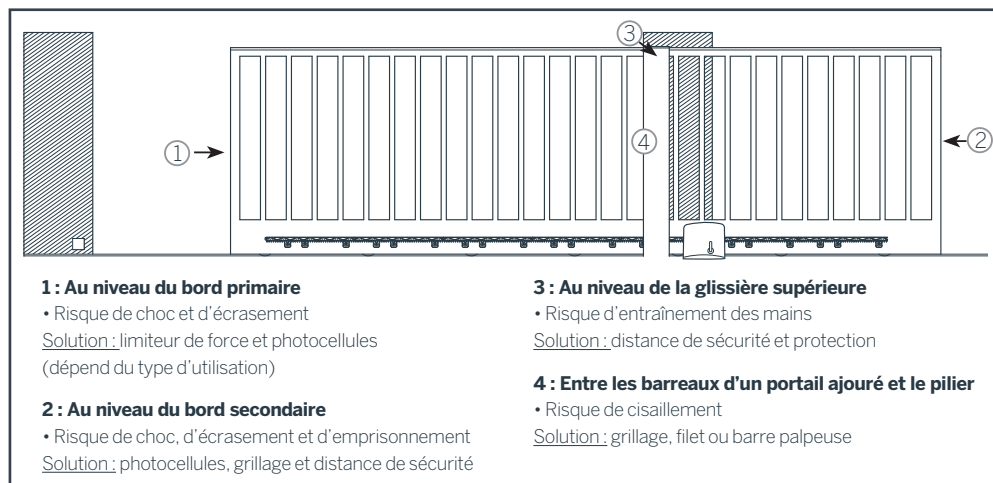 3
1
4
2
1 : Au niveau du bord primaire
• Risque de choc et d’écrasement
Solution : limiteur de force et photocellules
(dépend du type d’utilisation)
2 : Au niveau du bord secondaire
• Risque de choc, d’écrasement et d’emprisonnement
Solution : photocellules, grillage et distance de sécurité
3 : Au niveau de la glissière supérieure
• Risque d’entraînement des mains
Solution : distance de sécurité et protection
4 : Entre les barreaux d’un portail ajouré et le pilier
• Risque de cisaillement
Solution : grillage, filet ou barre palpeuse